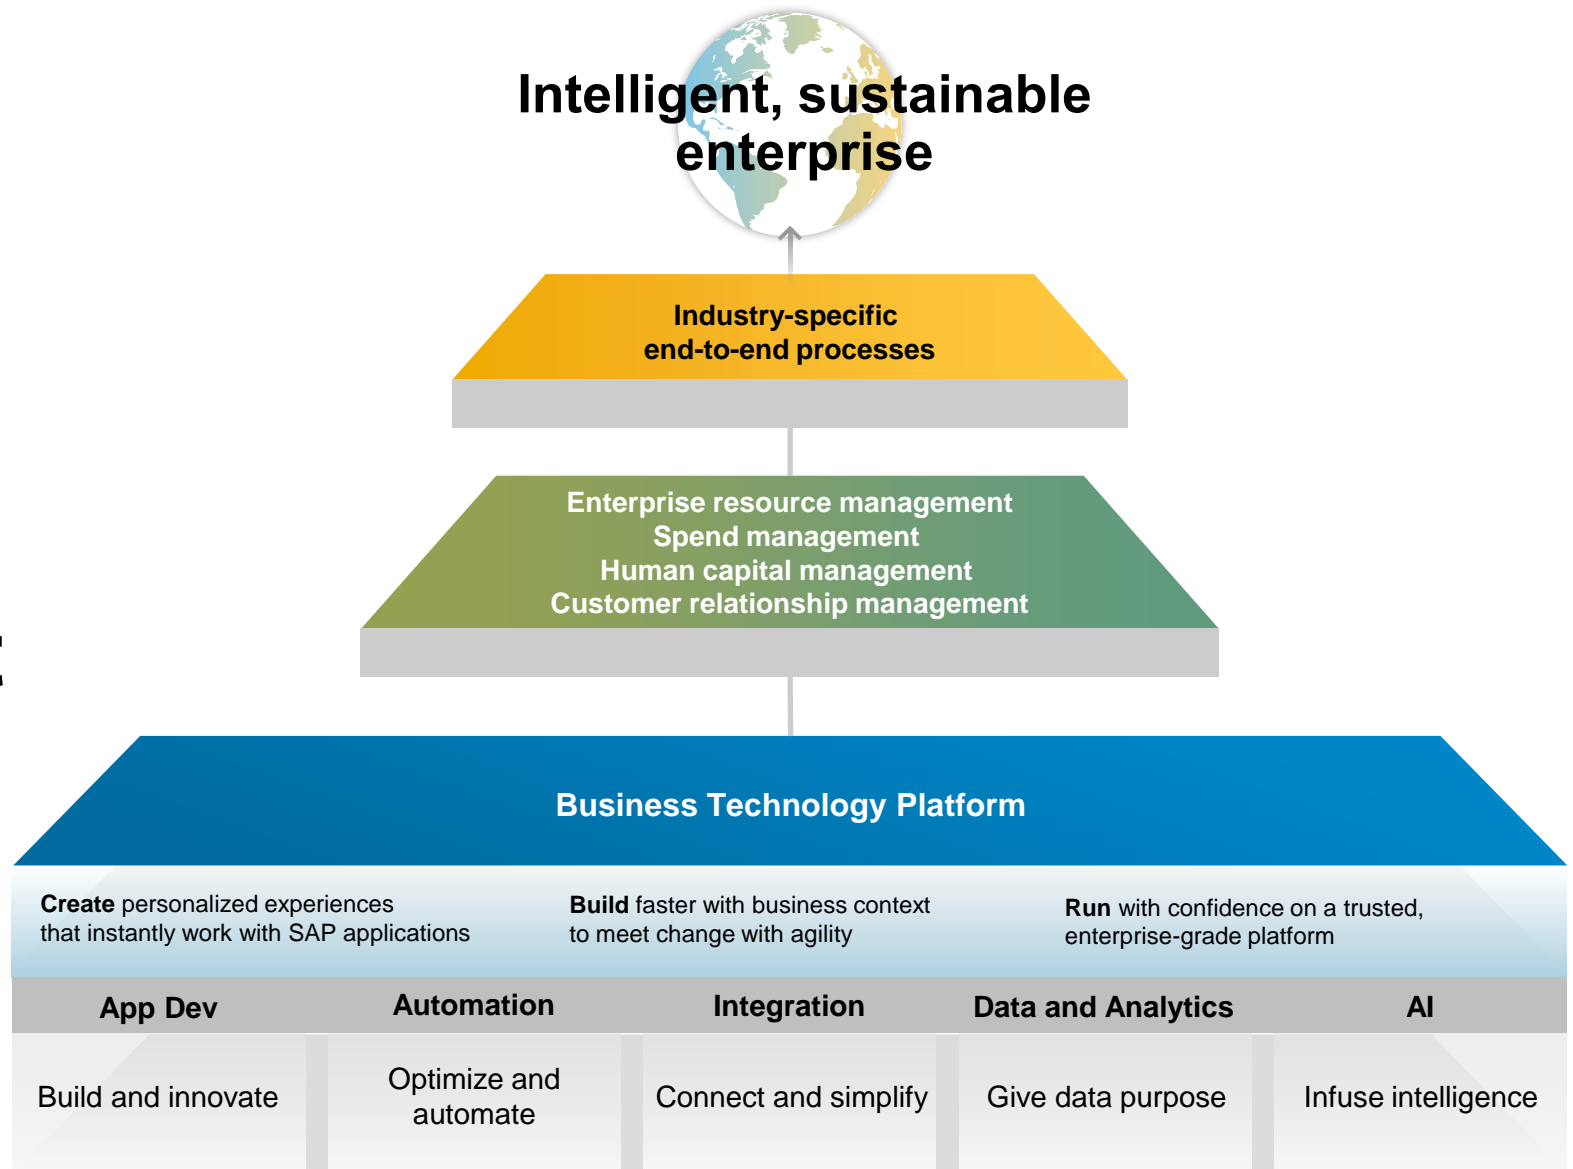 Intelligent, sustainable
enterprise
Industry-specific
end-to-end processes
Enterprise resource management
Spend management
Human capital management
Customer relationship management
Business Technology Platform
Create personalized experiences
that instantly work with SAP applications
Build faster with business context
to meet change with agility
Run with confidence on a trusted,
enterprise-grade platform
App Dev
Automation
Integration
Data and Analytics
AI
Build and innovate
Optimize and
automate
Connect and simplify
Give data purpose
Infuse intelligence